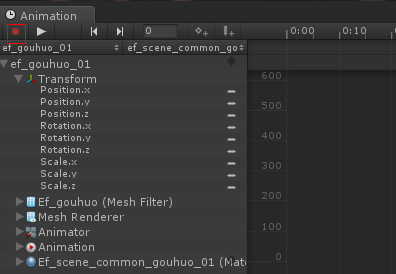 Animation
0 0:00 0:10
ef_gouhuo_01 ef_scene_common_go
ef_gouhuo_01
Transform
Position.x
Position.y
Position.z
Rotation.x
Rotation.y
Rotation.z
Scale.x
Scale.y
Scale.z
Ef_gouhuo (Mesh Filter)
Mesh Renderer
Animator
Animation
Ef_scene_common_gouhuo_01 (Mate
600
500
400
300
200
100
0